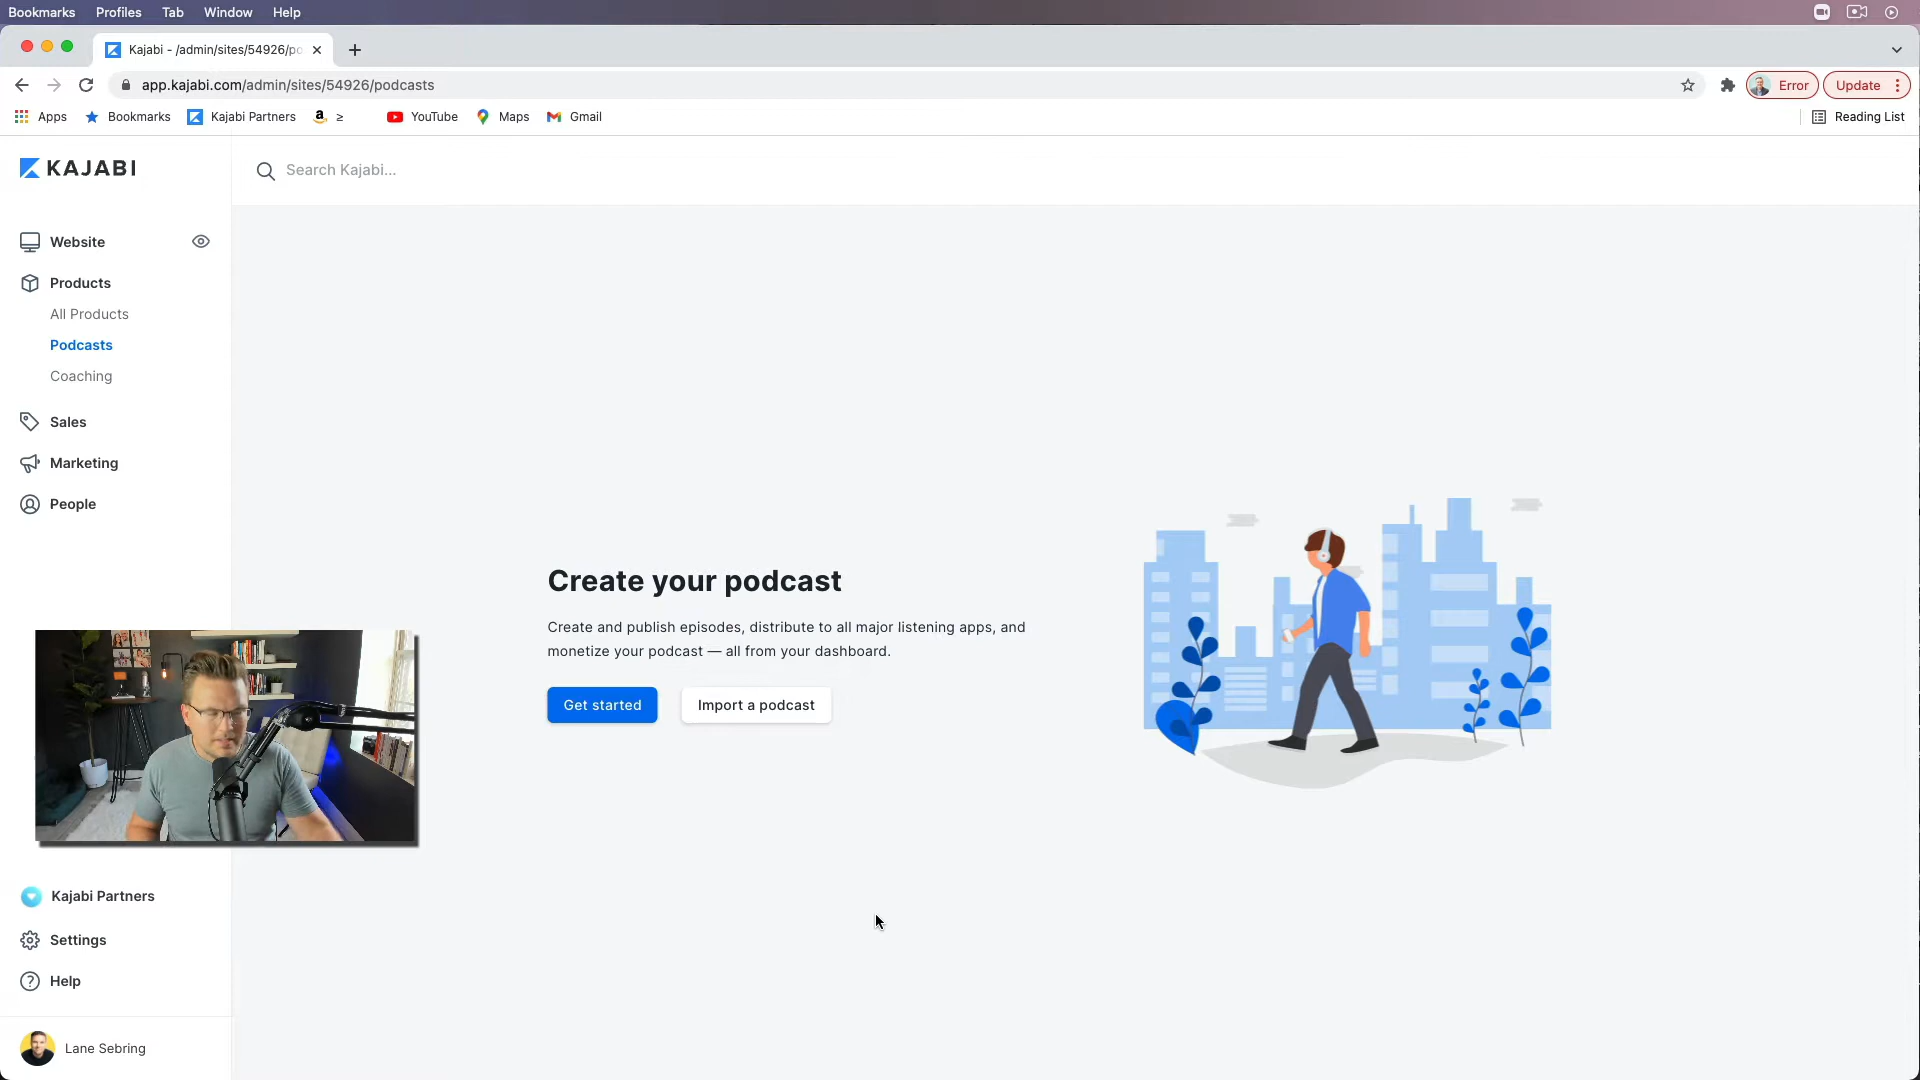 Bookmarks Profiles Tab Window Help
Kajabi - /admin/sites/54926/po
app.kajabi.com/admin/sites/54926/podcasts
Error
Update
Apps Bookmarks Kajabi Partners ≥ YouTube Maps Gmail Reading List
KAJABI
Search Kajabi...
Website
Products
All Products
Podcasts
Coaching
Sales
Marketing
People
Create your podcast
Create and publish episodes, distribute to all major listening apps, and
monetize your podcast — all from your dashboard.
Get started
Import a podcast
Kajabi Partners
Settings
Help
Lane Sebring